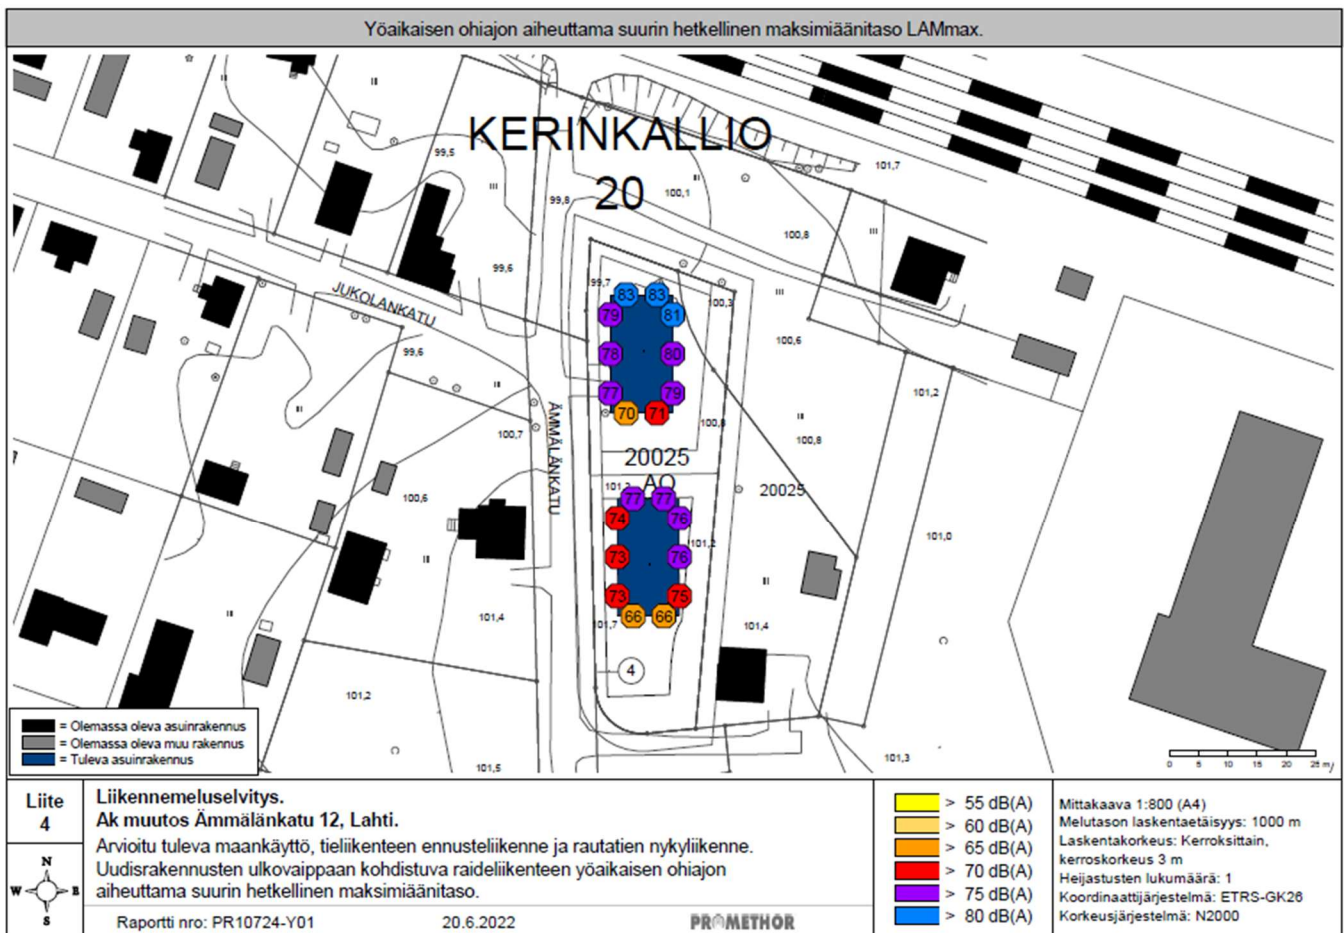 Yöaikaisen ohiajon aiheuttama suurin hetkellinen maksimiäänitaso LAMmax.
KERINKALLIO
20
99,5
III
99,8
100,1
II
101,7
99,6
100,8
III
JUKOLANKATU
99,6
99,7
100,3
III
83 83
79 81
78 80
77 79
70 71
100,6
101,2
ÄMMÄLÄNKATU
100,7
100,8
II
100,8
20025
AO
101,2
20025
77 77
74 76
73 76
73 75
66 66
101,2
100,6
101,0
II
101,4
101,7
101,4
4
101,2
101,5
101,3
= Olemassa oleva asuinrakennus
= Olemassa oleva muu rakennus
= Tuleva asuinrakennus
0 5 10 15 20 25 m
Liite
4
N
W E
S
Liikennemeluselvitys.
Ak muutos Ämmälänkatu 12, Lahti.
Arvioitu tuleva maankäyttö, tieliikenteen ennusteliikenne ja rautatien nykyliikenne.
Uudisrakennusten ulkovaippaan kohdistuva raideliikenteen yöaikaisen ohiajon
aiheuttama suurin hetkellinen maksimiäänitaso.
Raportti nro: PR10724-Y01 20.6.2022 PROMETHOR
> 55 dB(A)
> 60 dB(A)
> 65 dB(A)
> 70 dB(A)
> 75 dB(A)
> 80 dB(A)
Mittakaava 1:800 (A4)
Melutason laskentaetäisyys: 1000 m
Laskentakorkeus: Kerroksittain,
kerroskorkeus 3 m
Heijastusten lukumäärä: 1
Koordinaattijärjestelmä: ETRS-GK26
Korkeusjärjestelmä: N2000